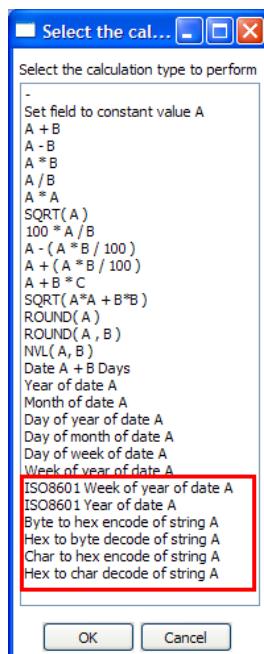 Select the cal...
Select the calculation type to perform
-
Set field to constant value A
A + B
A - B
A * B
A / B
A * A
SQRT( A )
100 * A / B
A - ( A * B / 100 )
A + ( A * B / 100 )
A + B * C
SQRT( A*A + B*B )
ROUND( A )
ROUND( A , B )
NVL( A, B )
Date A + B Days
Year of date A
Month of date A
Day of year of date A
Day of month of date A
Day of week of date A
Week of year of date A
ISO8601 Week of year of date A
ISO8601 Year of date A
Byte to hex encode of string A
Hex to byte decode of string A
Char to hex encode of string A
Hex to char decode of string A
OK Cancel